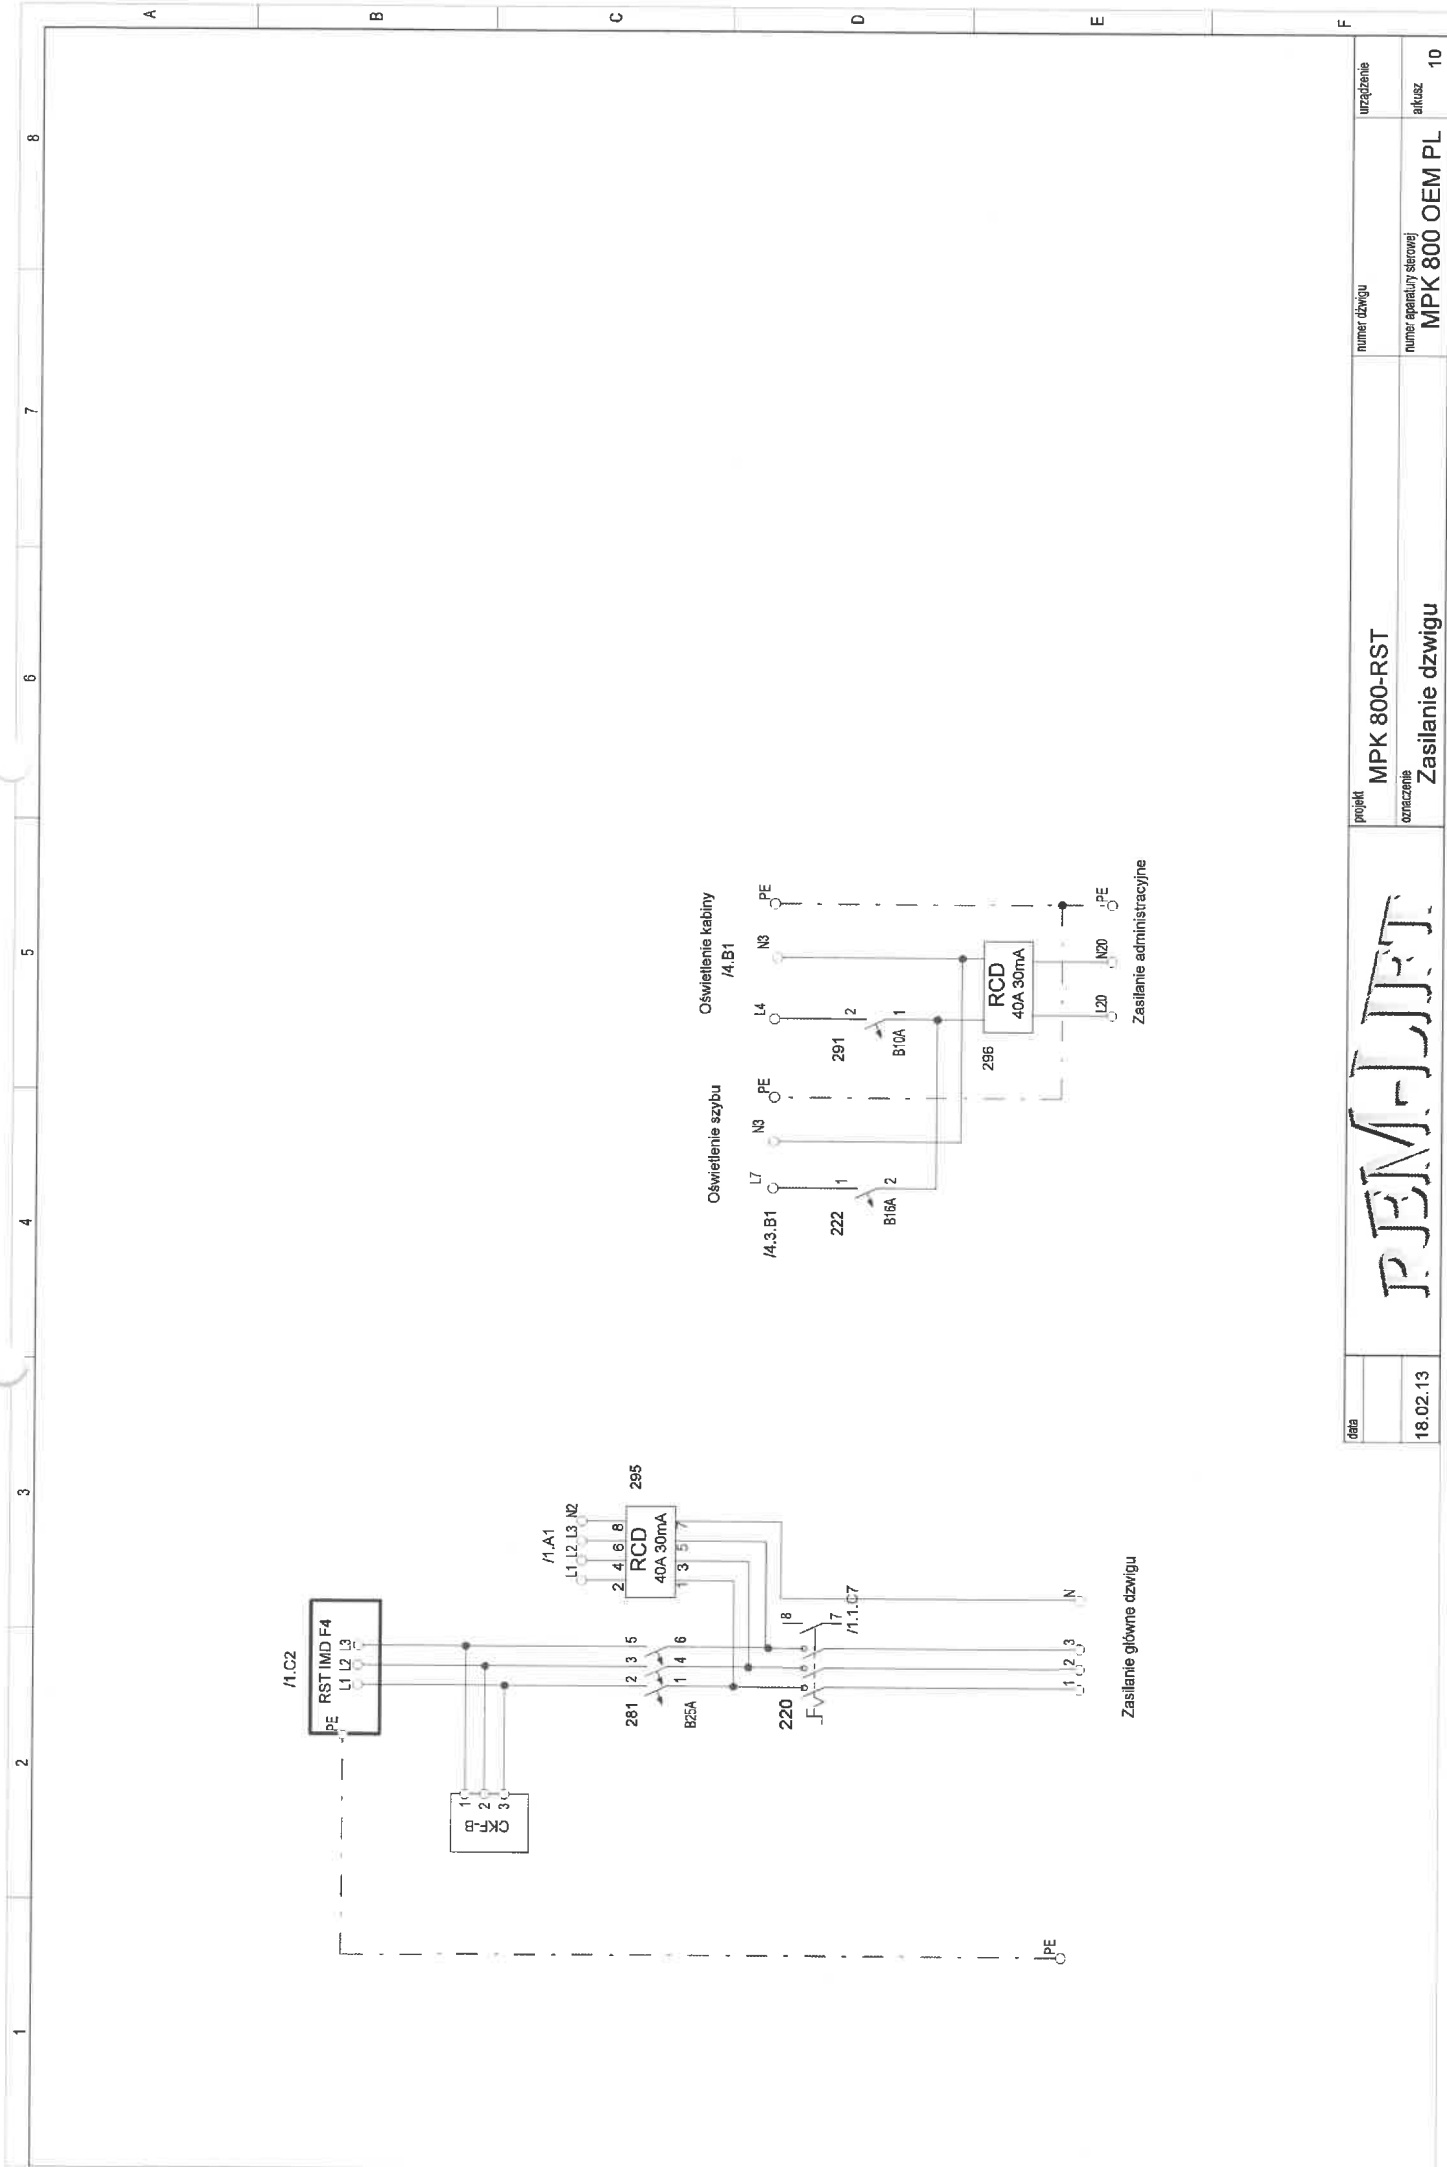 1 2 3 4 5 6 7 8
A
B
C
D
E
F
/1.C2
RST IMD F4
PE L1 L2 L3
CKF-B
1
2
3
/1.A1
L1 L2 L3 N2
2 4 6 8
RCD
40A 30mA
1 3 5 7
295
281
2 3 5
1 4 6
B25A
220
8
7
/1.1.C7
PE
1 2 3 N
Zasilanie główne dzwigu
Oświetlenie szybu
/4.3.B1
L7 N3 PE
222
1
2
B16A
Oświetlenie kabiny
/4.B1
L4 N3 PE
291
2
1
B10A
296
RCD
40A 30mA
L20 N20 PE
Zasilanie administracyjne
data
18.02.13
PEM-LIFT
projekt
MPK 800-RST
oznaczenie
Zasilanie dzwigu
numer dźwigu
numer aparatury sterowej
MPK 800 OEM PL
urządzenie
arkusz
10